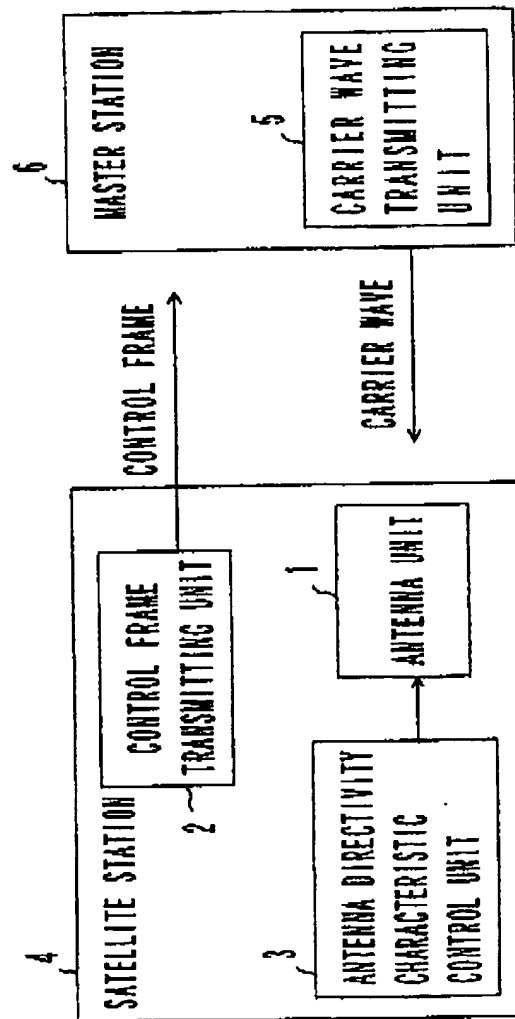 4
SATELLITE STATION
CONTROL FRAME
TRANSMITTING UNIT
2
3
ANTENNA DIRECTIVITY
CHARACTERISTIC
CONTROL UNIT
1
ANTENNA UNIT
CONTROL FRAME
CARRIER WAVE
6
MASTER STATION
5
CARRIER WAVE
TRANSMITTING
UNIT